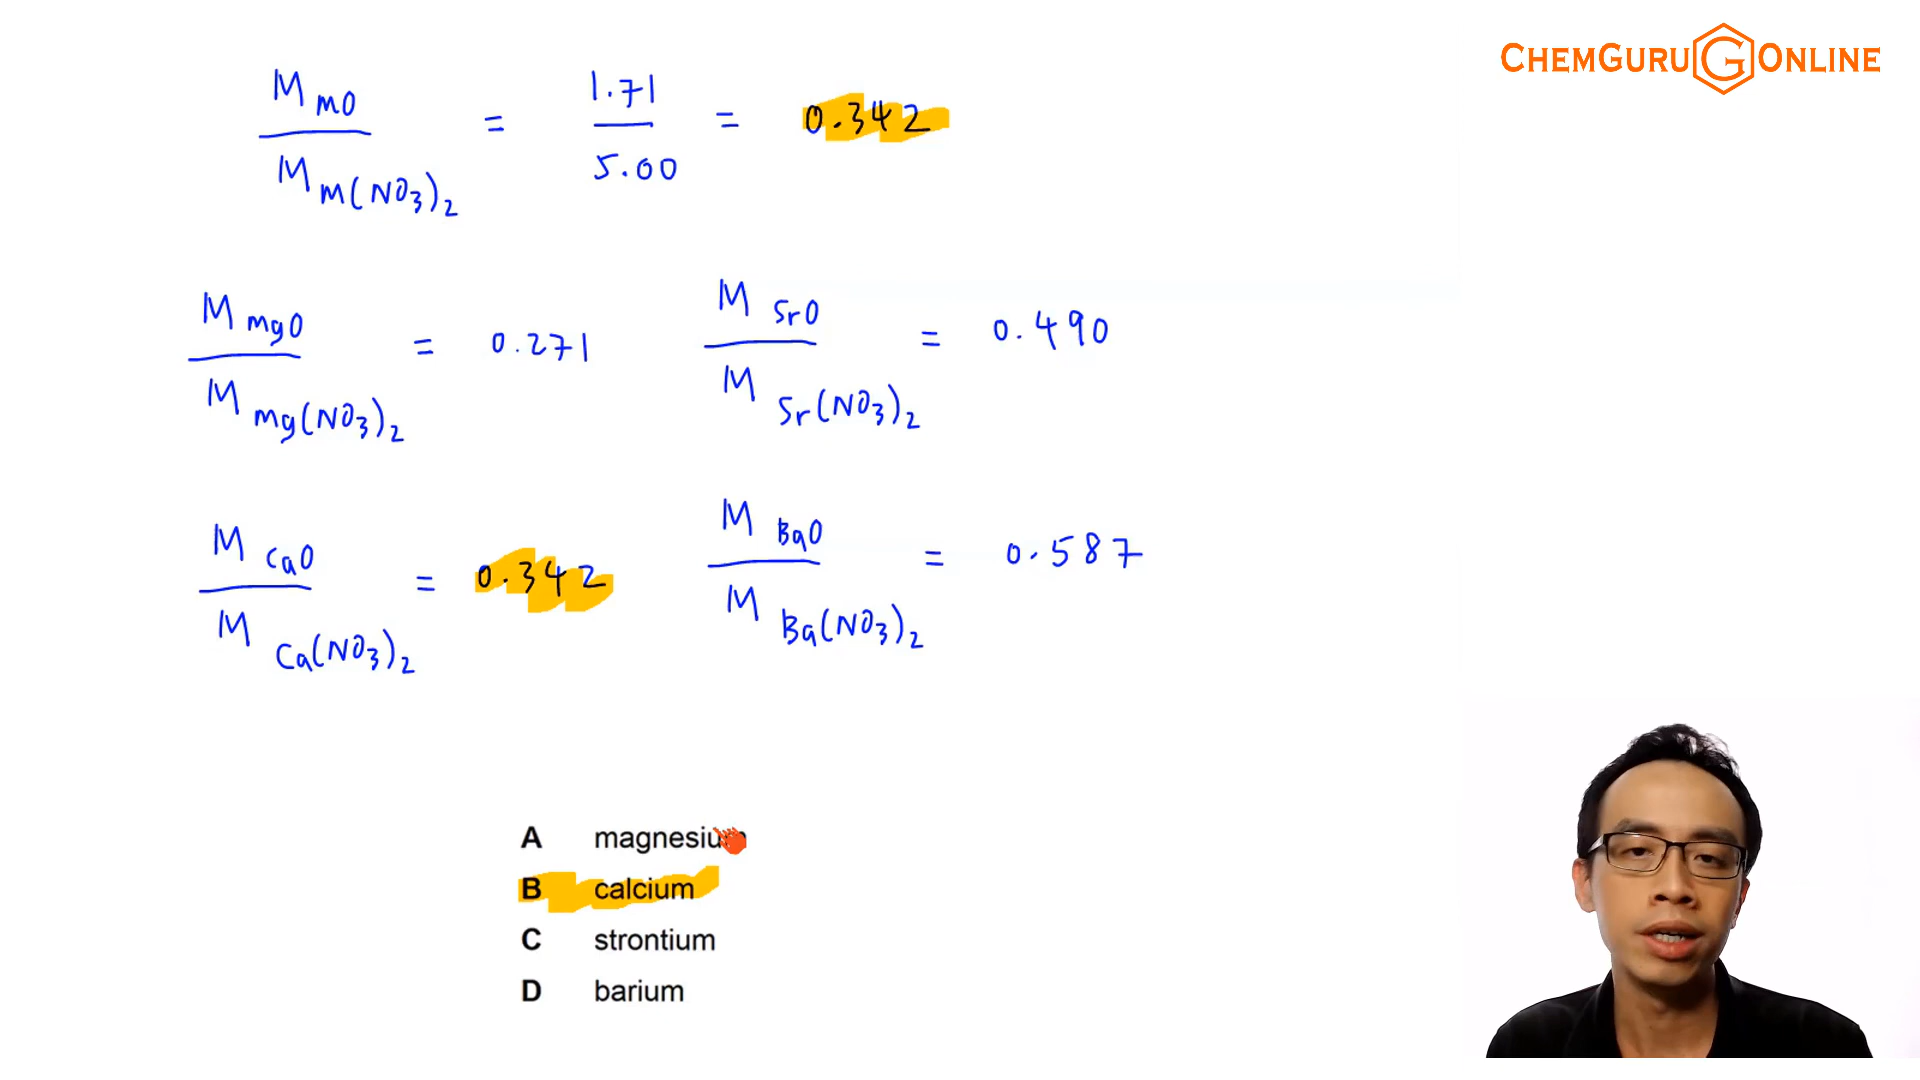 CHEMGURU G ONLINE
M MO / M M(NO3)2 = 1.71 / 5.00 = 0.342
M MgO / M Mg(NO3)2 = 0.271
M SrO / M Sr(NO3)2 = 0.490
M CaO / M Ca(NO3)2 = 0.342
M BaO / M Ba(NO3)2 = 0.587
A magnesium
B calcium
C strontium
D barium